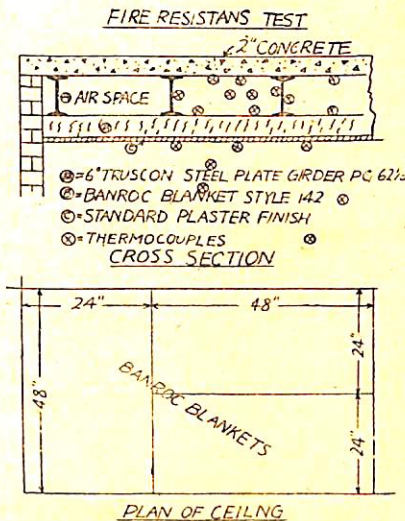 FIRE RESISTANS TEST
2" CONCRETE
AIR SPACE
=6" TRUSCON STEEL PLATE GIRDER PG 62½
=BANROC BLANKET STYLE 142
=STANDARD PLASTER FINISH
=THERMOCOUPLES
CROSS SECTION
24" 48"
48"
24"
BANROC BLANKETS
24"
PLAN OF CEILNG